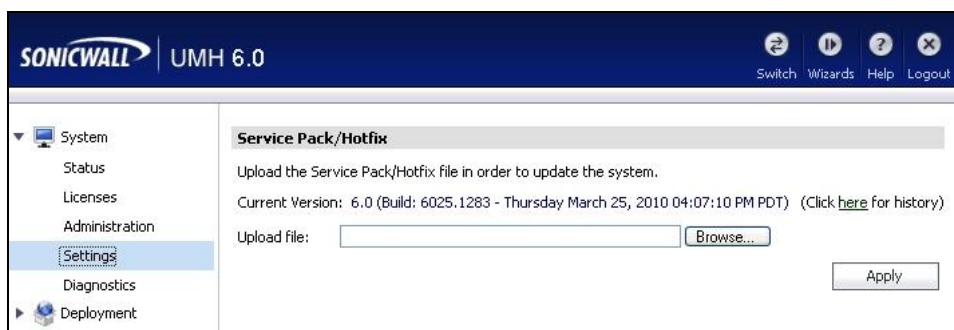 SONICWALL UMH 6.0
Switch Wizards Help Logout
System
Status
Licenses
Administration
Settings
Diagnostics
Deployment
Service Pack/Hotfix
Upload the Service Pack/Hotfix file in order to update the system.
Current Version: 6.0 (Build: 6025.1283 - Thursday March 25, 2010 04:07:10 PM PDT) (Click here for history)
Upload file: Browse...
Apply